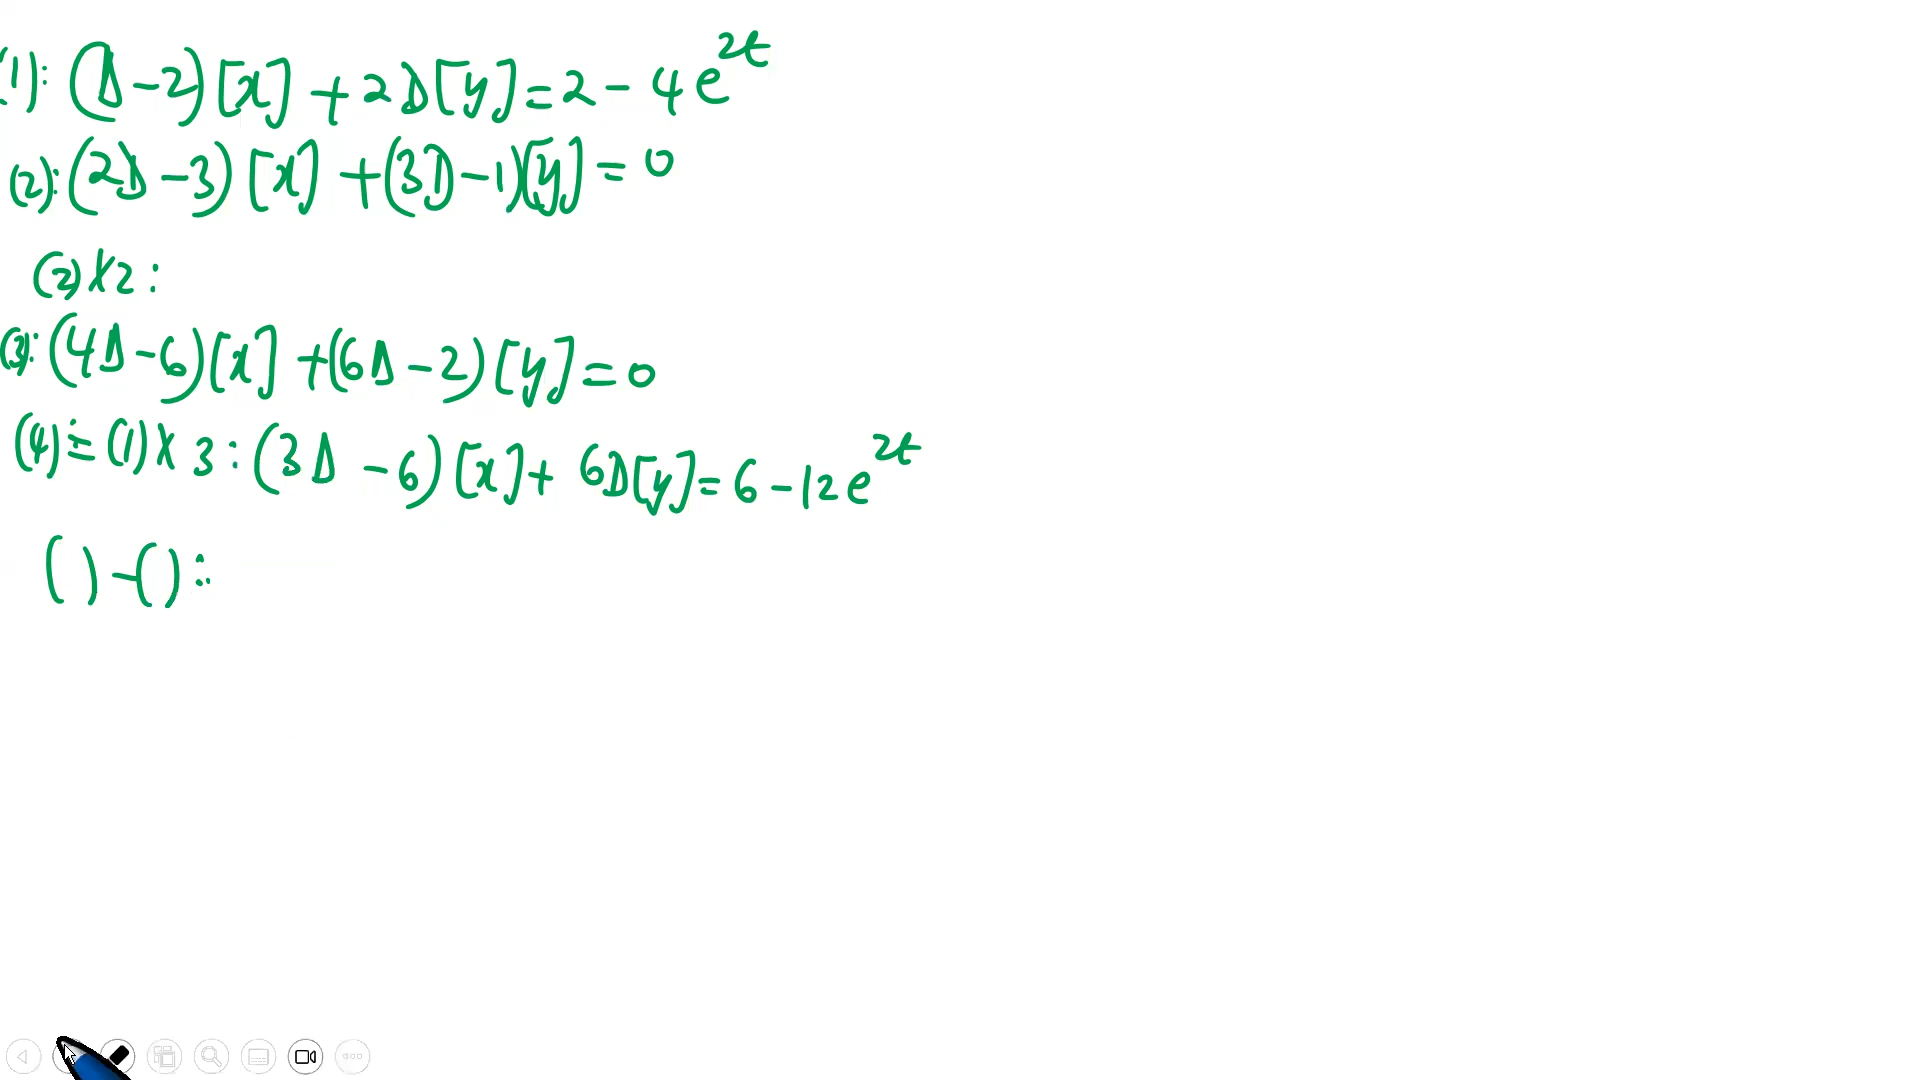 (1): (D-2)[x] + 2D[y] = 2 - 4e^{2t}
(2): (2D-3)[x] + (3D-1)[y] = 0
(2)×2:
(3): (4D-6)[x] + (6D-2)[y] = 0
(4) := (1)×3 : (3D-6)[x] + 6D[y] = 6 - 12e^{2t}
( ) - ( ) :